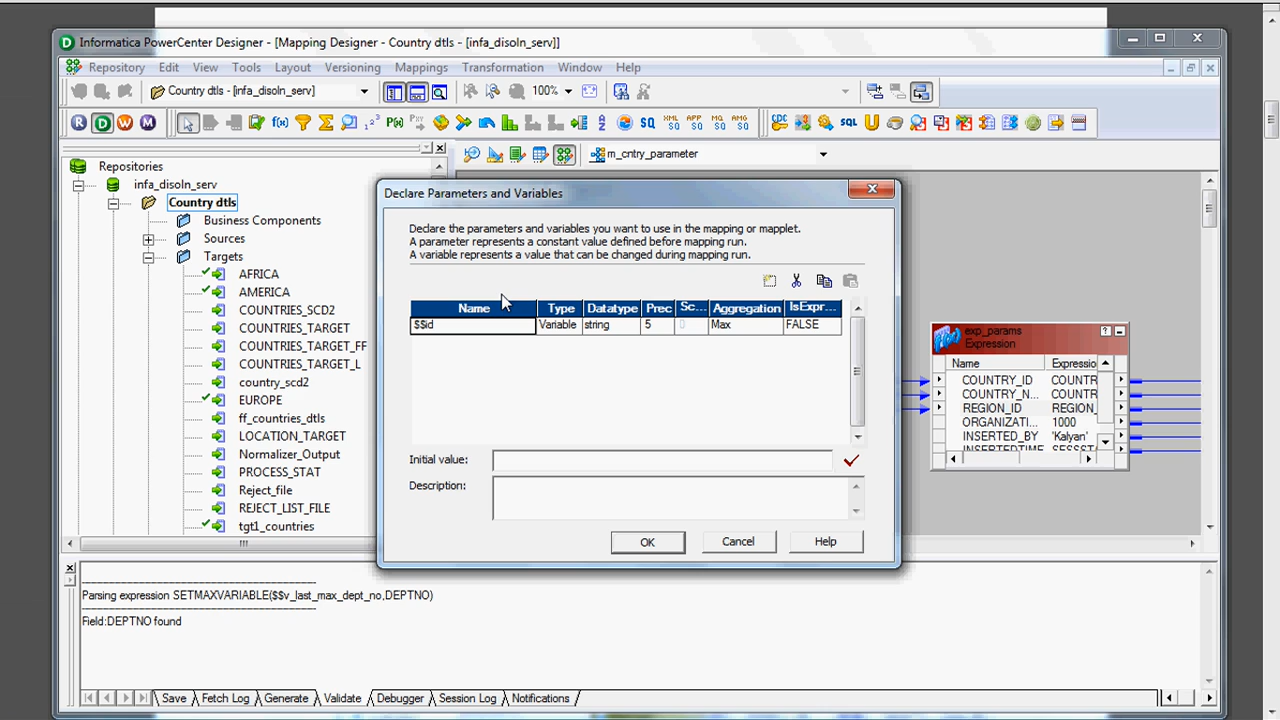 Informatica PowerCenter Designer - [Mapping Designer - Country dtls - [infa_disoln_serv]]
Repository Edit View Tools Layout Versioning Mappings Transformation Window Help
Country dtls - [infa_disoln_serv]
100%
m_cntry_parameter
Repositories
infa_disoln_serv
Country dtls
Business Components
Sources
Targets
AFRICA
AMERICA
COUNTRIES_SCD2
COUNTRIES_TARGET
COUNTRIES_TARGET_FF
COUNTRIES_TARGET_L
country_scd2
EUROPE
ff_countries_dtls
LOCATION_TARGET
Normalizer_Output
PROCESS_STAT
Reject_file
REJECT_LIST_FILE
tgt1_countries
Declare Parameters and Variables
Declare the parameters and variables you want to use in the mapping or mapplet.
A parameter represents a constant value defined before mapping run.
A variable represents a value that can be changed during mapping run.
Name Type Datatype Prec Sc... Aggregation IsExpr...
$$id Variable string 5 0 Max FALSE
Initial value:
Description:
OK Cancel Help
exp_params
Expression
Name Expressio
COUNTRY_ID COUNTR
COUNTRY_N... COUNTR
REGION_ID REGION_
ORGANIZATI... 1000
INSERTED_BY 'Kalyan'
INSERTEDTIME SESSST
Parsing expression SETMAXVARIABLE($$v_last_max_dept_no,DEPTNO)
Field:DEPTNO found
Save Fetch Log Generate Validate Debugger Session Log Notifications